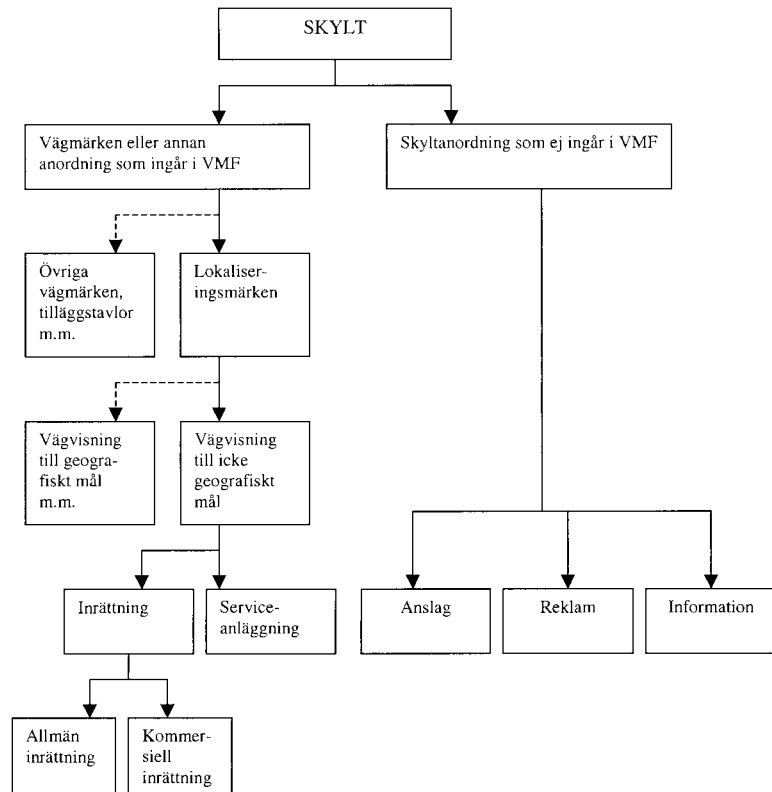 SKYLT
Vägmärken eller annan
anordning som ingår i VMF
Skyltanordning som ej ingår i VMF
Övriga
vägmärken,
tilläggstavlor
m.m.
Lokaliser-
ingsmärken
Vägvisning
till geogra-
fiskt mål
m.m.
Vägvisning
till icke
geografiskt
mål
Inrättning
Service-
anläggning
Anslag
Reklam
Information
Allmän
inrättning
Kommer-
siell
inrättning